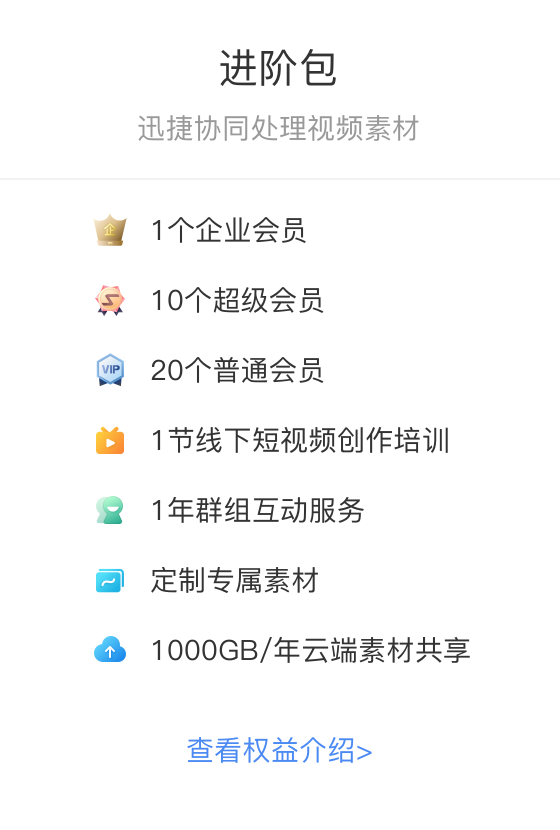 进阶包
迅捷协同处理视频素材
企
1个企业会员
10个超级会员
VIP
20个普通会员
1节线下短视频创作培训
1年群组互动服务
定制专属素材
1000GB/年云端素材共享
查看权益介绍>